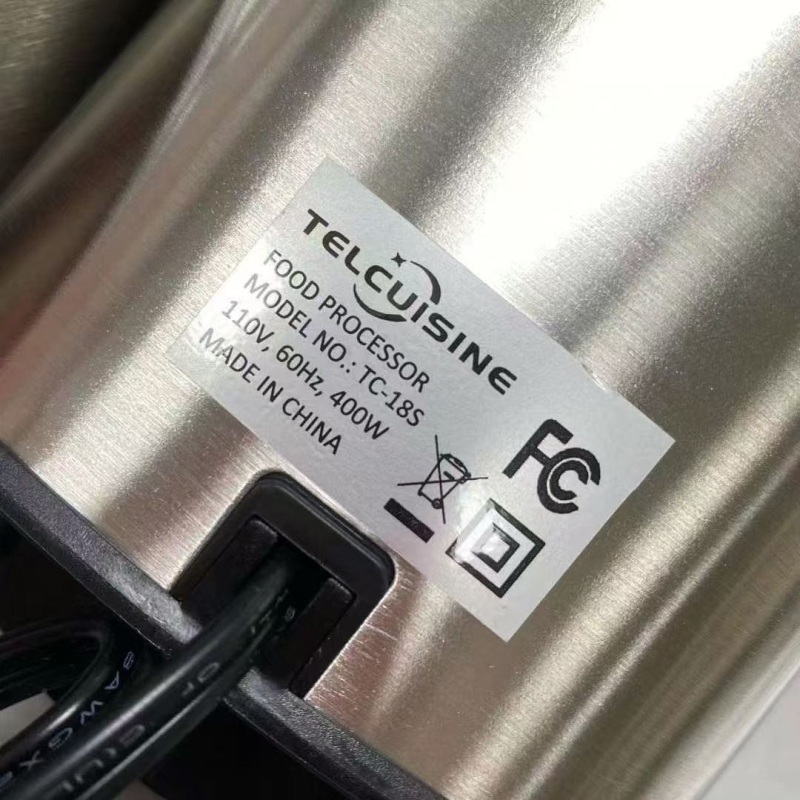 TELCUISINE
FOOD PROCESSOR
MODEL NO.: TC-18S
110V, 60Hz, 400W
MADE IN CHINA
FC